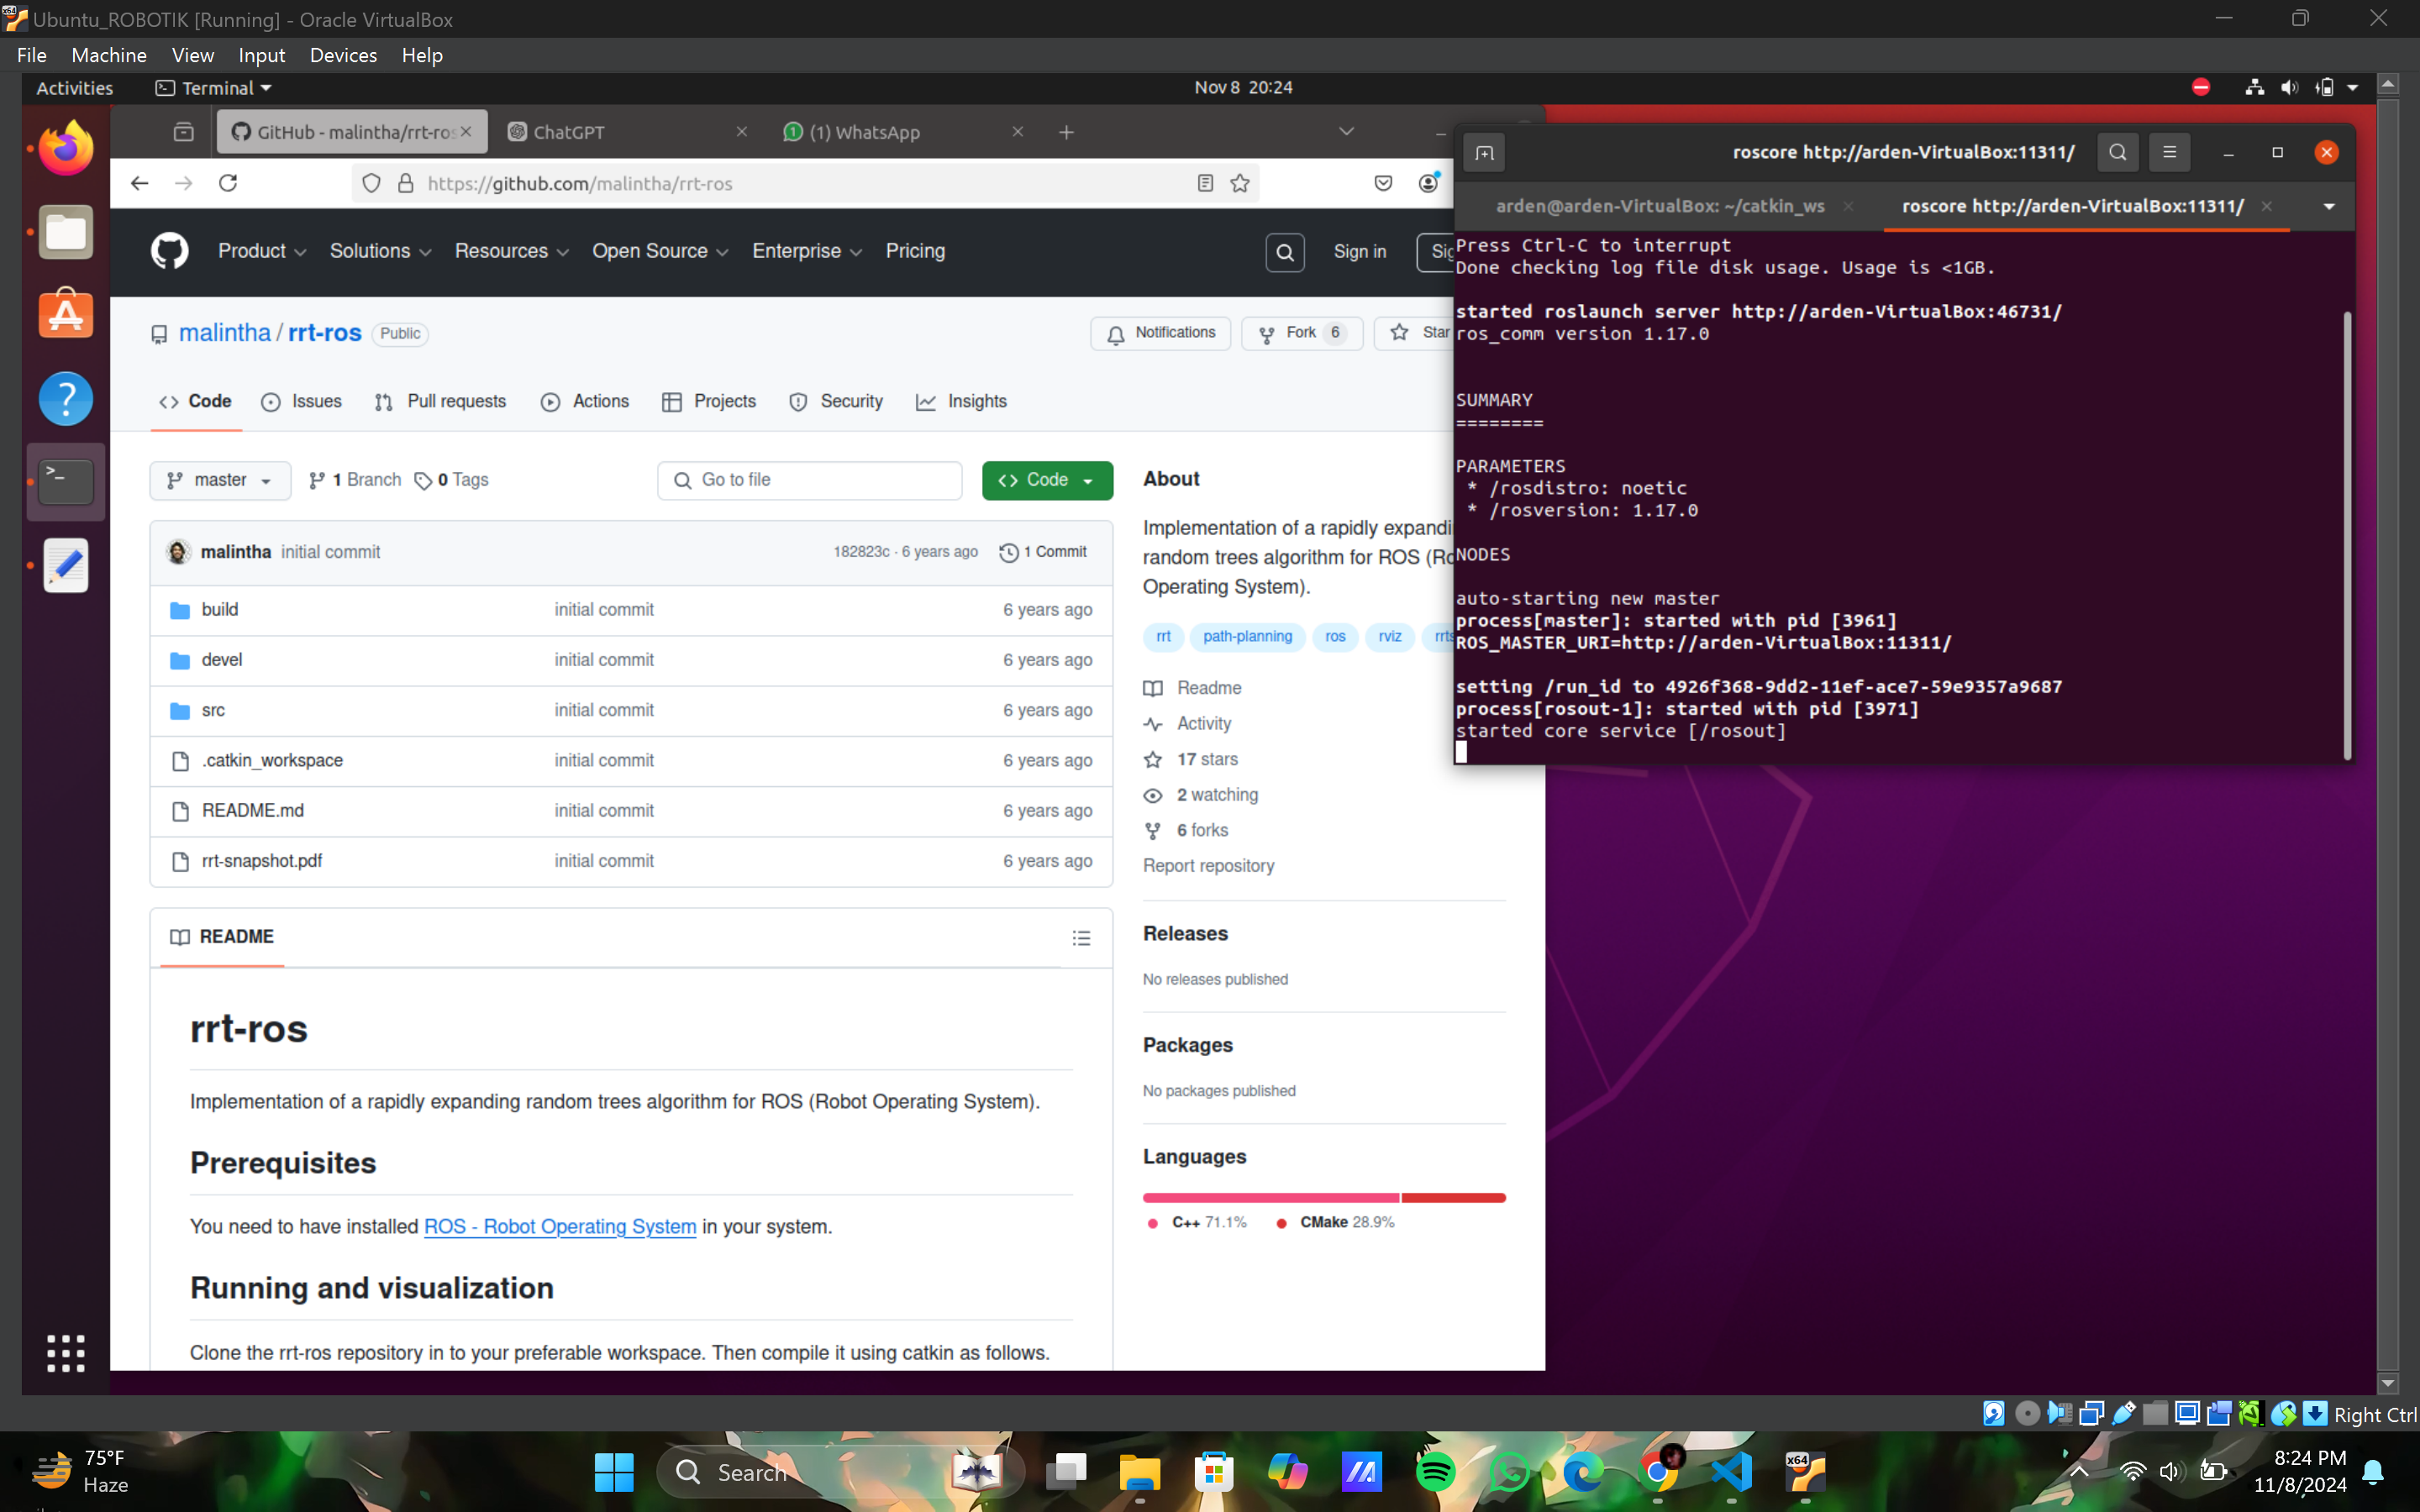 Ubuntu_ROBOTIK [Running] - Oracle VirtualBox
File Machine View Input Devices Help
Activities Terminal Nov 8 20:24
GitHub - malintha/rrt-ros ChatGPT (1) WhatsApp
https://github.com/malintha/rrt-ros
Product Solutions Resources Open Source Enterprise Pricing Sign in Sig
malintha / rrt-ros Public
Notifications Fork 6 Star
Code Issues Pull requests Actions Projects Security Insights
master 1 Branch 0 Tags Go to file Code
malintha initial commit 182823c · 6 years ago 1 Commit
build initial commit 6 years ago
devel initial commit 6 years ago
src initial commit 6 years ago
.catkin_workspace initial commit 6 years ago
README.md initial commit 6 years ago
rrt-snapshot.pdf initial commit 6 years ago
README
rrt-ros
Implementation of a rapidly expanding random trees algorithm for ROS (Robot Operating System).
Prerequisites
You need to have installed ROS - Robot Operating System in your system.
Running and visualization
Clone the rrt-ros repository in to your preferable workspace. Then compile it using catkin as follows.
About
Implementation of a rapidly expandi
random trees algorithm for ROS (Ro
Operating System).
rrt path-planning ros rviz rrts
Readme
Activity
17 stars
2 watching
6 forks
Report repository
Releases
No releases published
Packages
No packages published
Languages
C++ 71.1% CMake 28.9%
roscore http://arden-VirtualBox:11311/
arden@arden-VirtualBox: ~/catkin_ws roscore http://arden-VirtualBox:11311/
Press Ctrl-C to interrupt
Done checking log file disk usage. Usage is <1GB.
started roslaunch server http://arden-VirtualBox:46731/
ros_comm version 1.17.0
SUMMARY
========
PARAMETERS
* /rosdistro: noetic
* /rosversion: 1.17.0
NODES
auto-starting new master
process[master]: started with pid [3961]
ROS_MASTER_URI=http://arden-VirtualBox:11311/
setting /run_id to 4926f368-9dd2-11ef-ace7-59e9357a9687
process[rosout-1]: started with pid [3971]
started core service [/rosout]
Right Ctrl
75°F
Haze
Search
x64
8:24 PM
11/8/2024